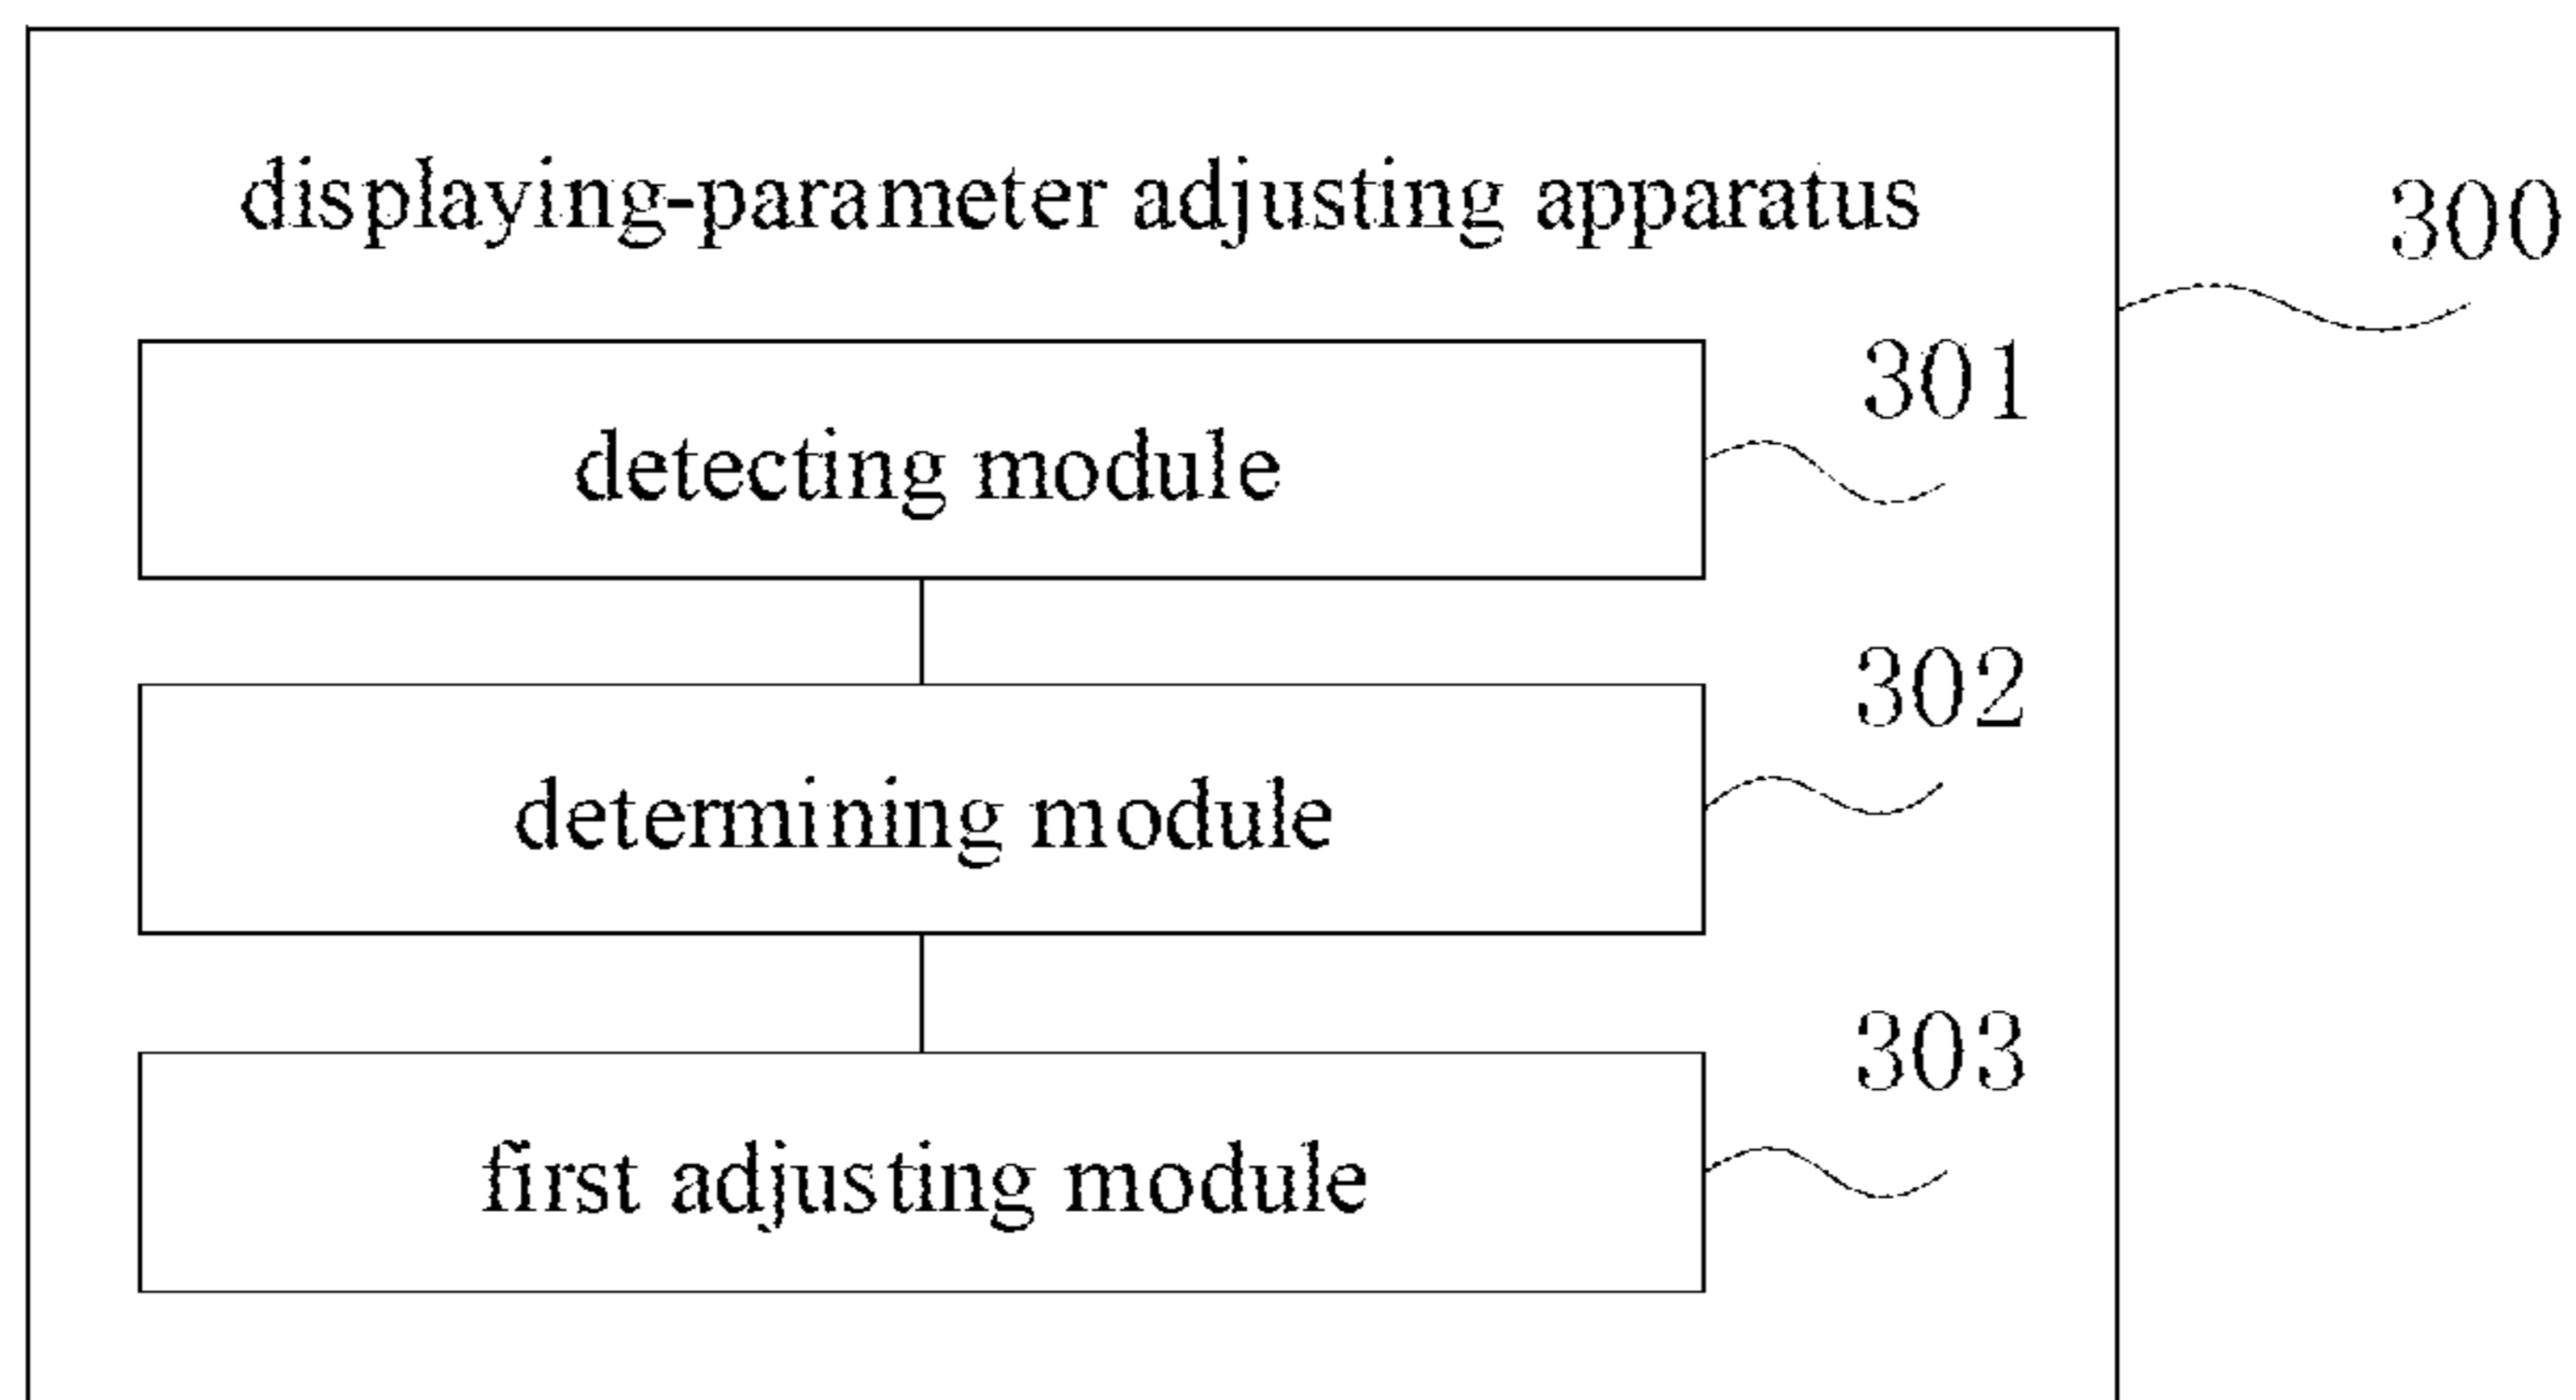 displaying-parameter adjusting apparatus
300
301
detecting module
302
determining module
303
first adjusting module